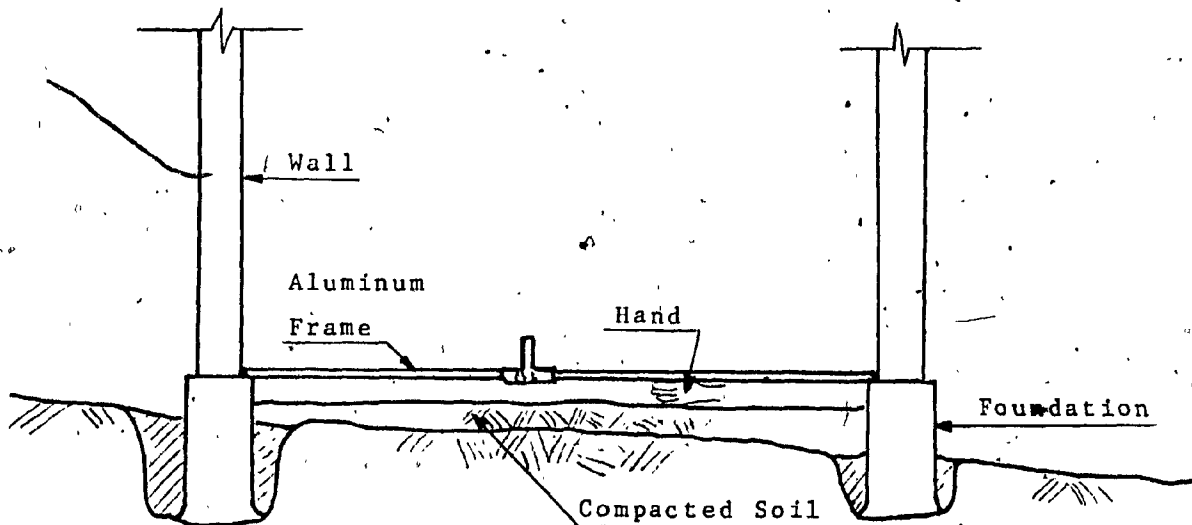 Wall
Aluminum
Frame
Hand
Foundation
Compacted Soil